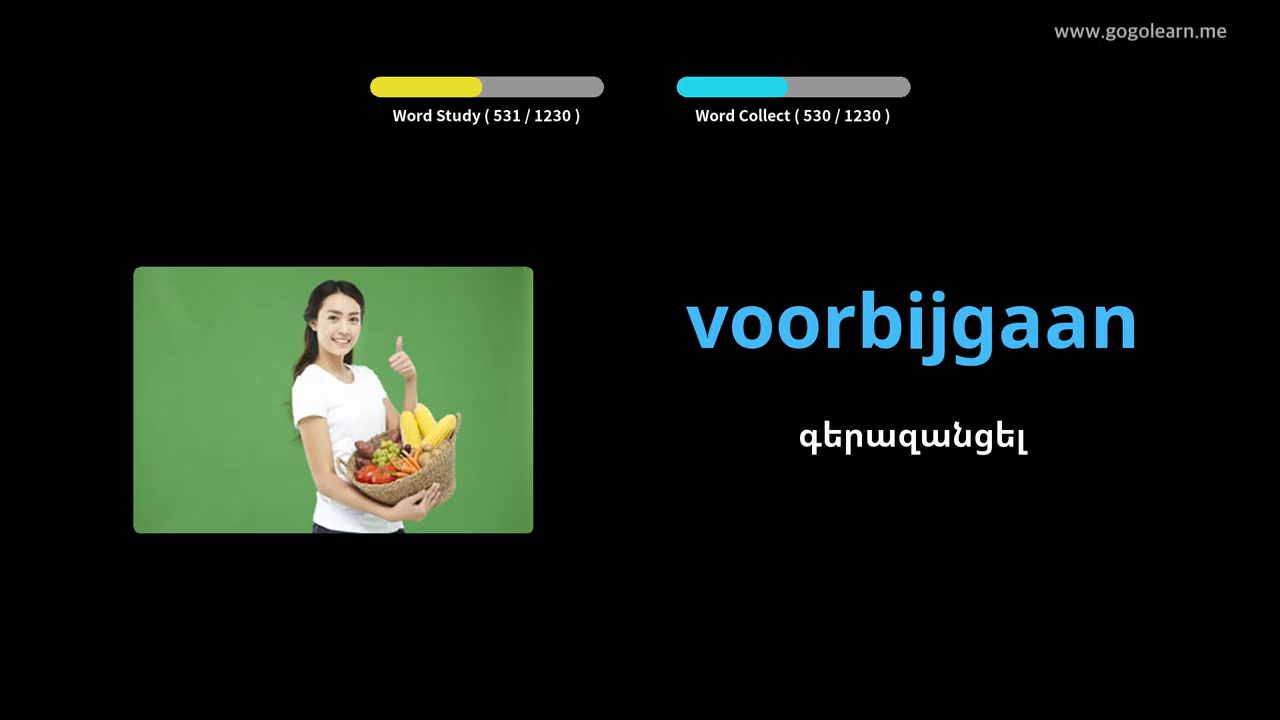 www.gogolearn.me
Word Study ( 531 / 1230 )
Word Collect ( 530 / 1230 )
voorbijgaan
գերազանցել